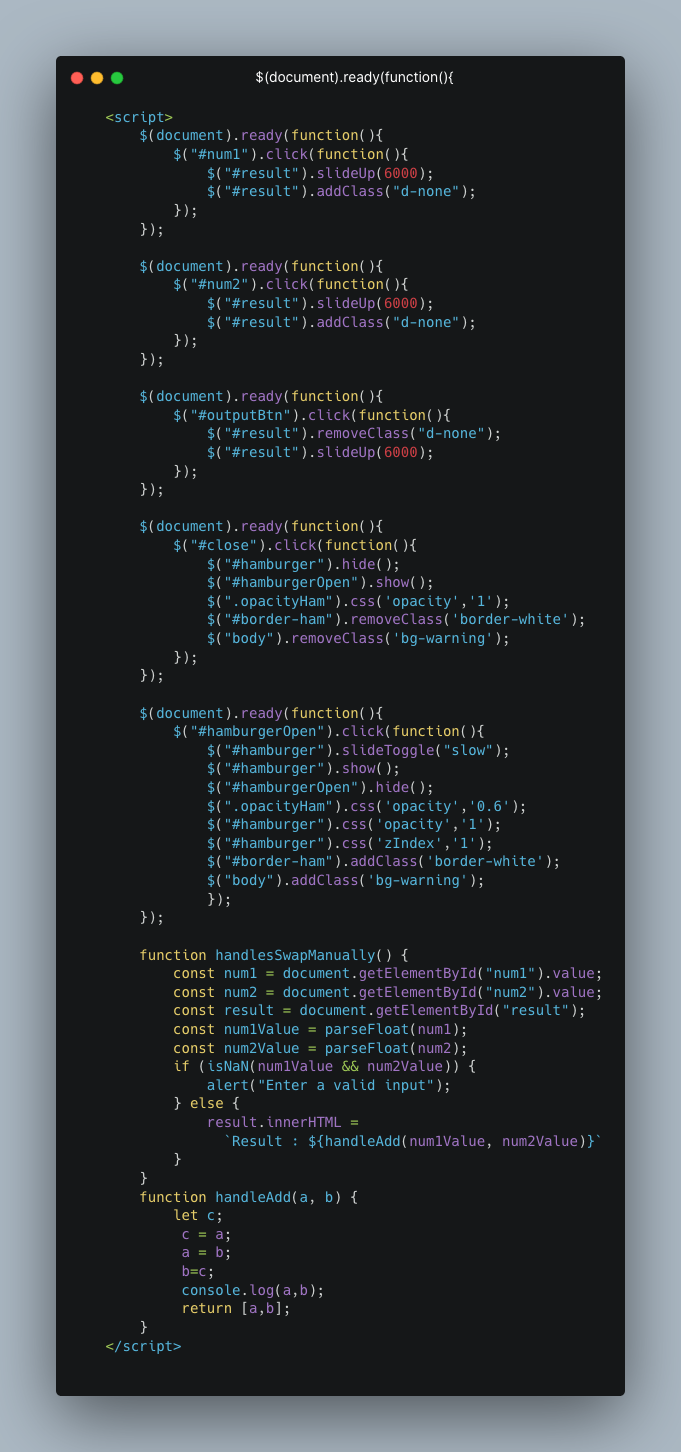 $(document).ready(function(){
<script>
    $(document).ready(function(){
        $("#num1").click(function(){
            $("#result").slideUp(6000);
            $("#result").addClass("d-none");
        });
    });

    $(document).ready(function(){
        $("#num2").click(function(){
            $("#result").slideUp(6000);
            $("#result").addClass("d-none");
        });
    });

    $(document).ready(function(){
        $("#outputBtn").click(function(){
            $("#result").removeClass("d-none");
            $("#result").slideUp(6000);
        });
    });

    $(document).ready(function(){
        $("#close").click(function(){
            $("#hamburger").hide();
            $("#hamburgerOpen").show();
            $(".opacityHam").css('opacity','1');
            $("#border-ham").removeClass('border-white');
            $("body").removeClass('bg-warning');
        });
    });

    $(document).ready(function(){
        $("#hamburgerOpen").click(function(){
            $("#hamburger").slideToggle("slow");
            $("#hamburger").show();
            $("#hamburgerOpen").hide();
            $(".opacityHam").css('opacity','0.6');
            $("#hamburger").css('opacity','1');
            $("#hamburger").css('zIndex','1');
            $("#border-ham").addClass('border-white');
            $("body").addClass('bg-warning');
            });
    });

    function handlesSwapManually() {
        const num1 = document.getElementById("num1").value;
        const num2 = document.getElementById("num2").value;
        const result = document.getElementById("result");
        const num1Value = parseFloat(num1);
        const num2Value = parseFloat(num2);
        if (isNaN(num1Value && num2Value)) {
            alert("Enter a valid input");
        } else {
            result.innerHTML =
              `Result : ${handleAdd(num1Value, num2Value)}`
        }
    }
    function handleAdd(a, b) {
        let c;
         c = a;
         a = b;
         b=c;
         console.log(a,b);
         return [a,b];
    }
</script>